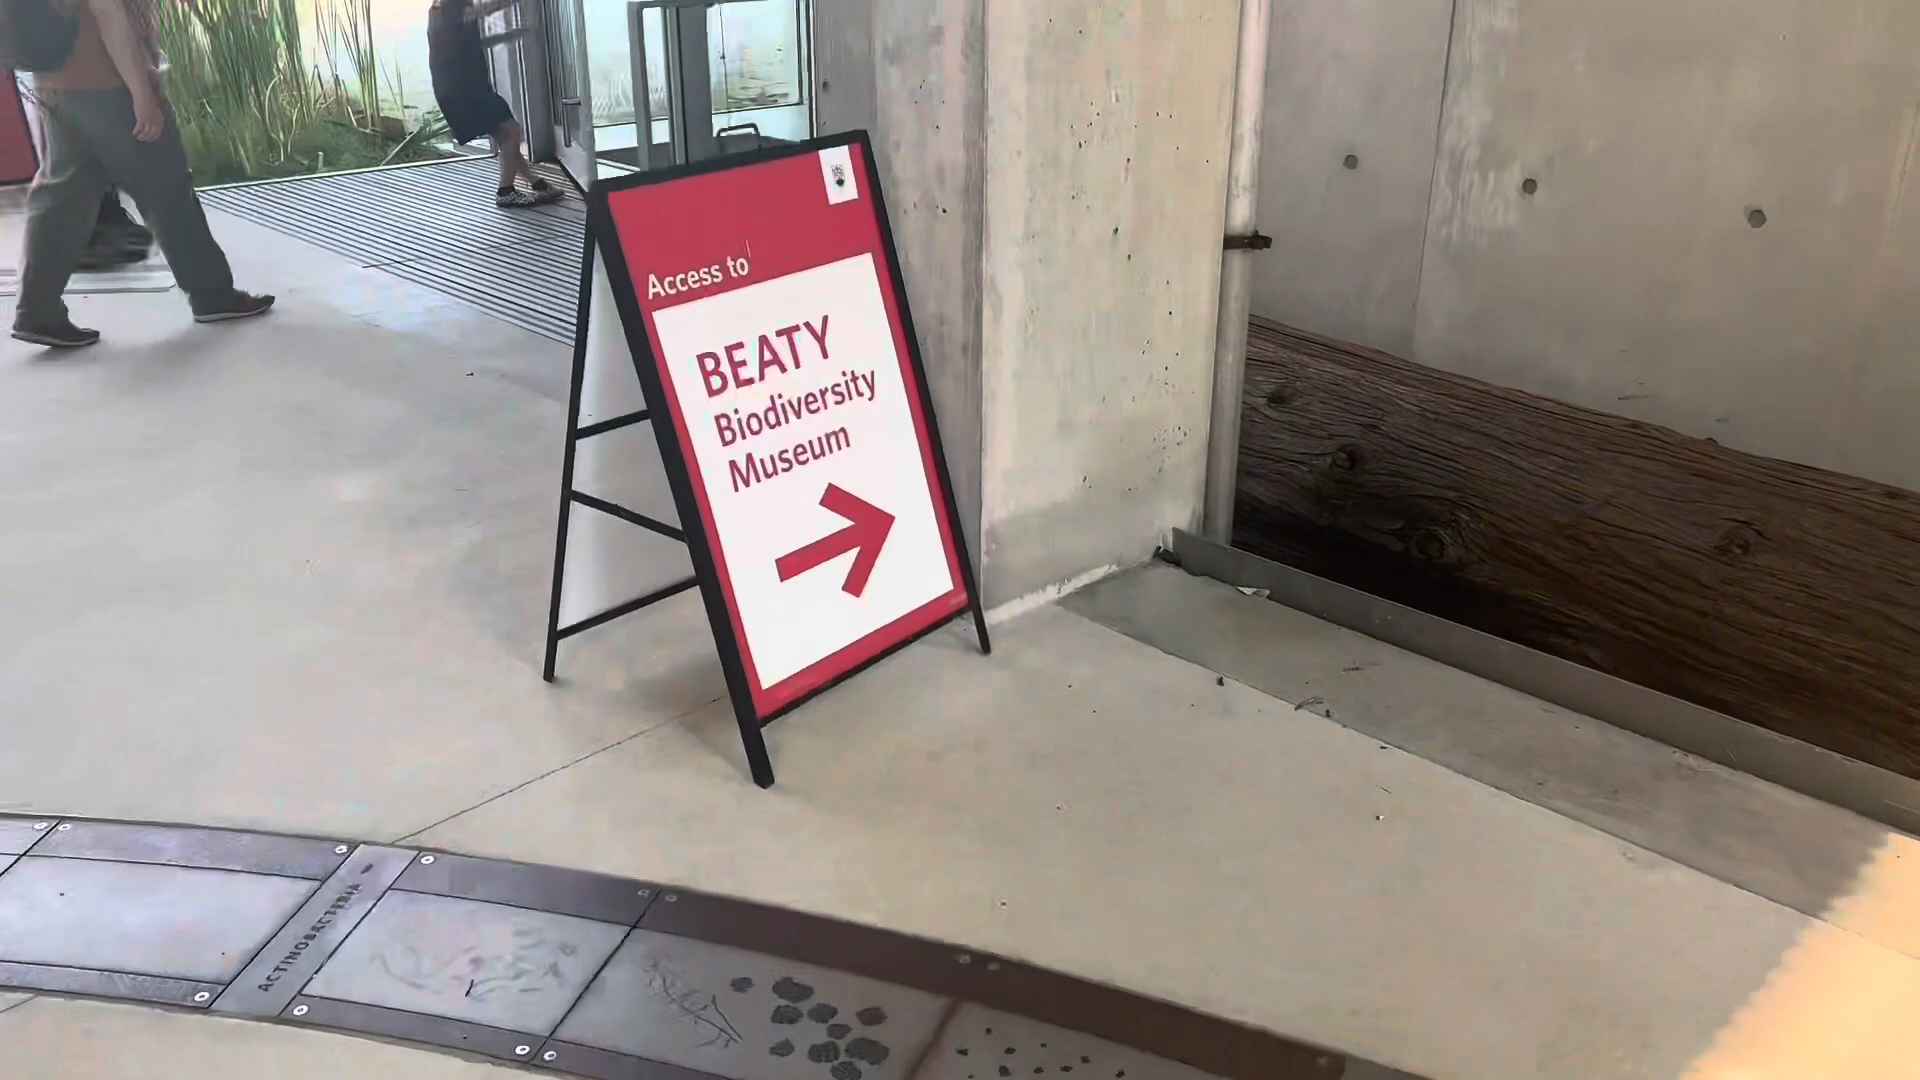 Access to
BEATY
Biodiversity
Museum
ACTINOBACTERIA